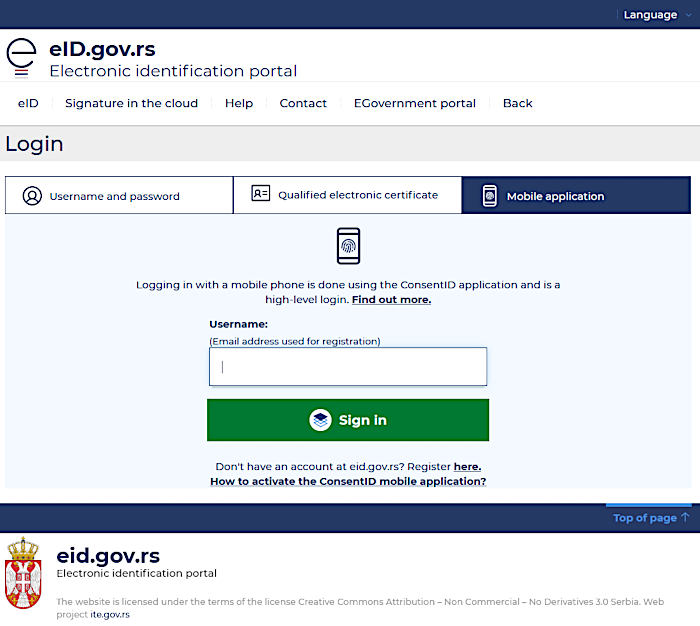 Language
eID.gov.rs
Electronic identification portal
eID
Signature in the cloud
Help
Contact
EGovernment portal
Back
Login
Username and password
Qualified electronic certificate
Mobile application
Logging in with a mobile phone is done using the ConsentID application and is a
high-level login. Find out more.
Username:
(Email address used for registration)
Sign in
Don't have an account at eid.gov.rs? Register here.
How to activate the ConsentID mobile application?
Top of page ↑
eid.gov.rs
Electronic identification portal
The website is licensed under the terms of the license Creative Commons Attribution – Non Commercial – No Derivatives 3.0 Serbia. Web
project ite.gov.rs